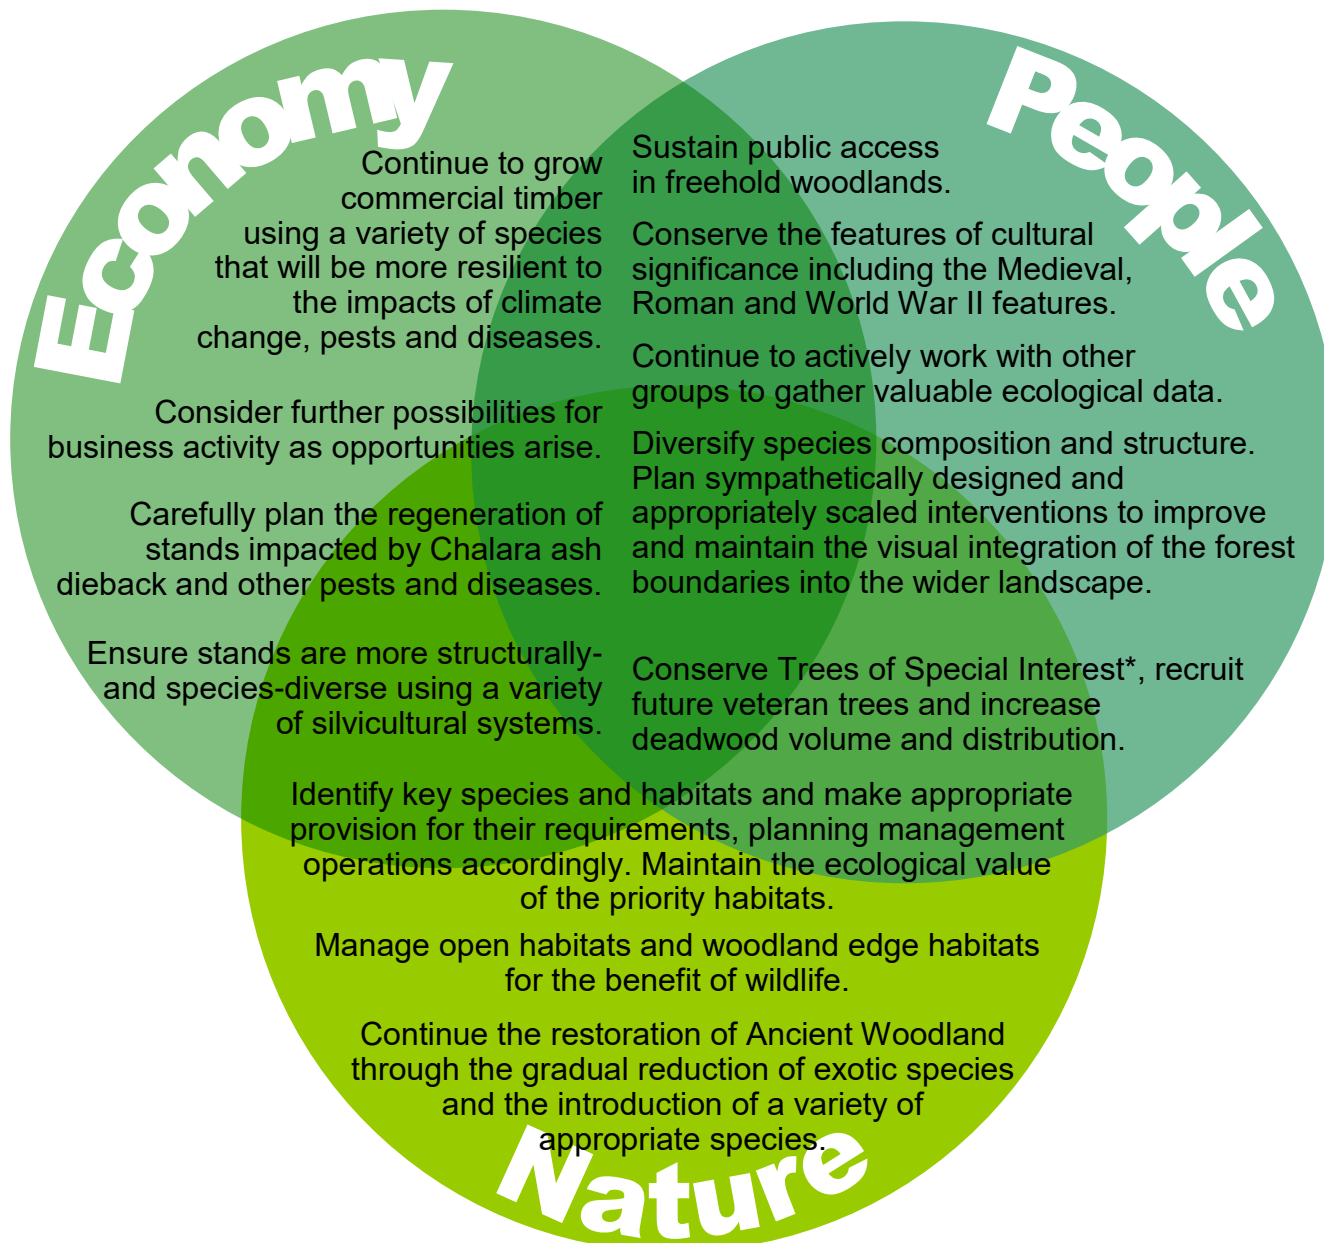 Economy
Continue to grow
commercial timber
using a variety of species
that will be more resilient to
the impacts of climate
change, pests and diseases.
Consider further possibilities for
business activity as opportunities arise.
Carefully plan the regeneration of
stands impacted by Chalara ash
dieback and other pests and diseases.
Ensure stands are more structurally-
and species-diverse using a variety
of silvicultural systems.
People
Sustain public access
in freehold woodlands.
Conserve the features of cultural
significance including the Medieval,
Roman and World War II features.
Continue to actively work with other
groups to gather valuable ecological data.
Diversify species composition and structure.
Plan sympathetically designed and
appropriately scaled interventions to improve
and maintain the visual integration of the forest
boundaries into the wider landscape.
Conserve Trees of Special Interest*, recruit
future veteran trees and increase
deadwood volume and distribution.
Identify key species and habitats and make appropriate
provision for their requirements, planning management
operations accordingly. Maintain the ecological value
of the priority habitats.
Manage open habitats and woodland edge habitats
for the benefit of wildlife.
Continue the restoration of Ancient Woodland
through the gradual reduction of exotic species
and the introduction of a variety of
appropriate species.
Nature